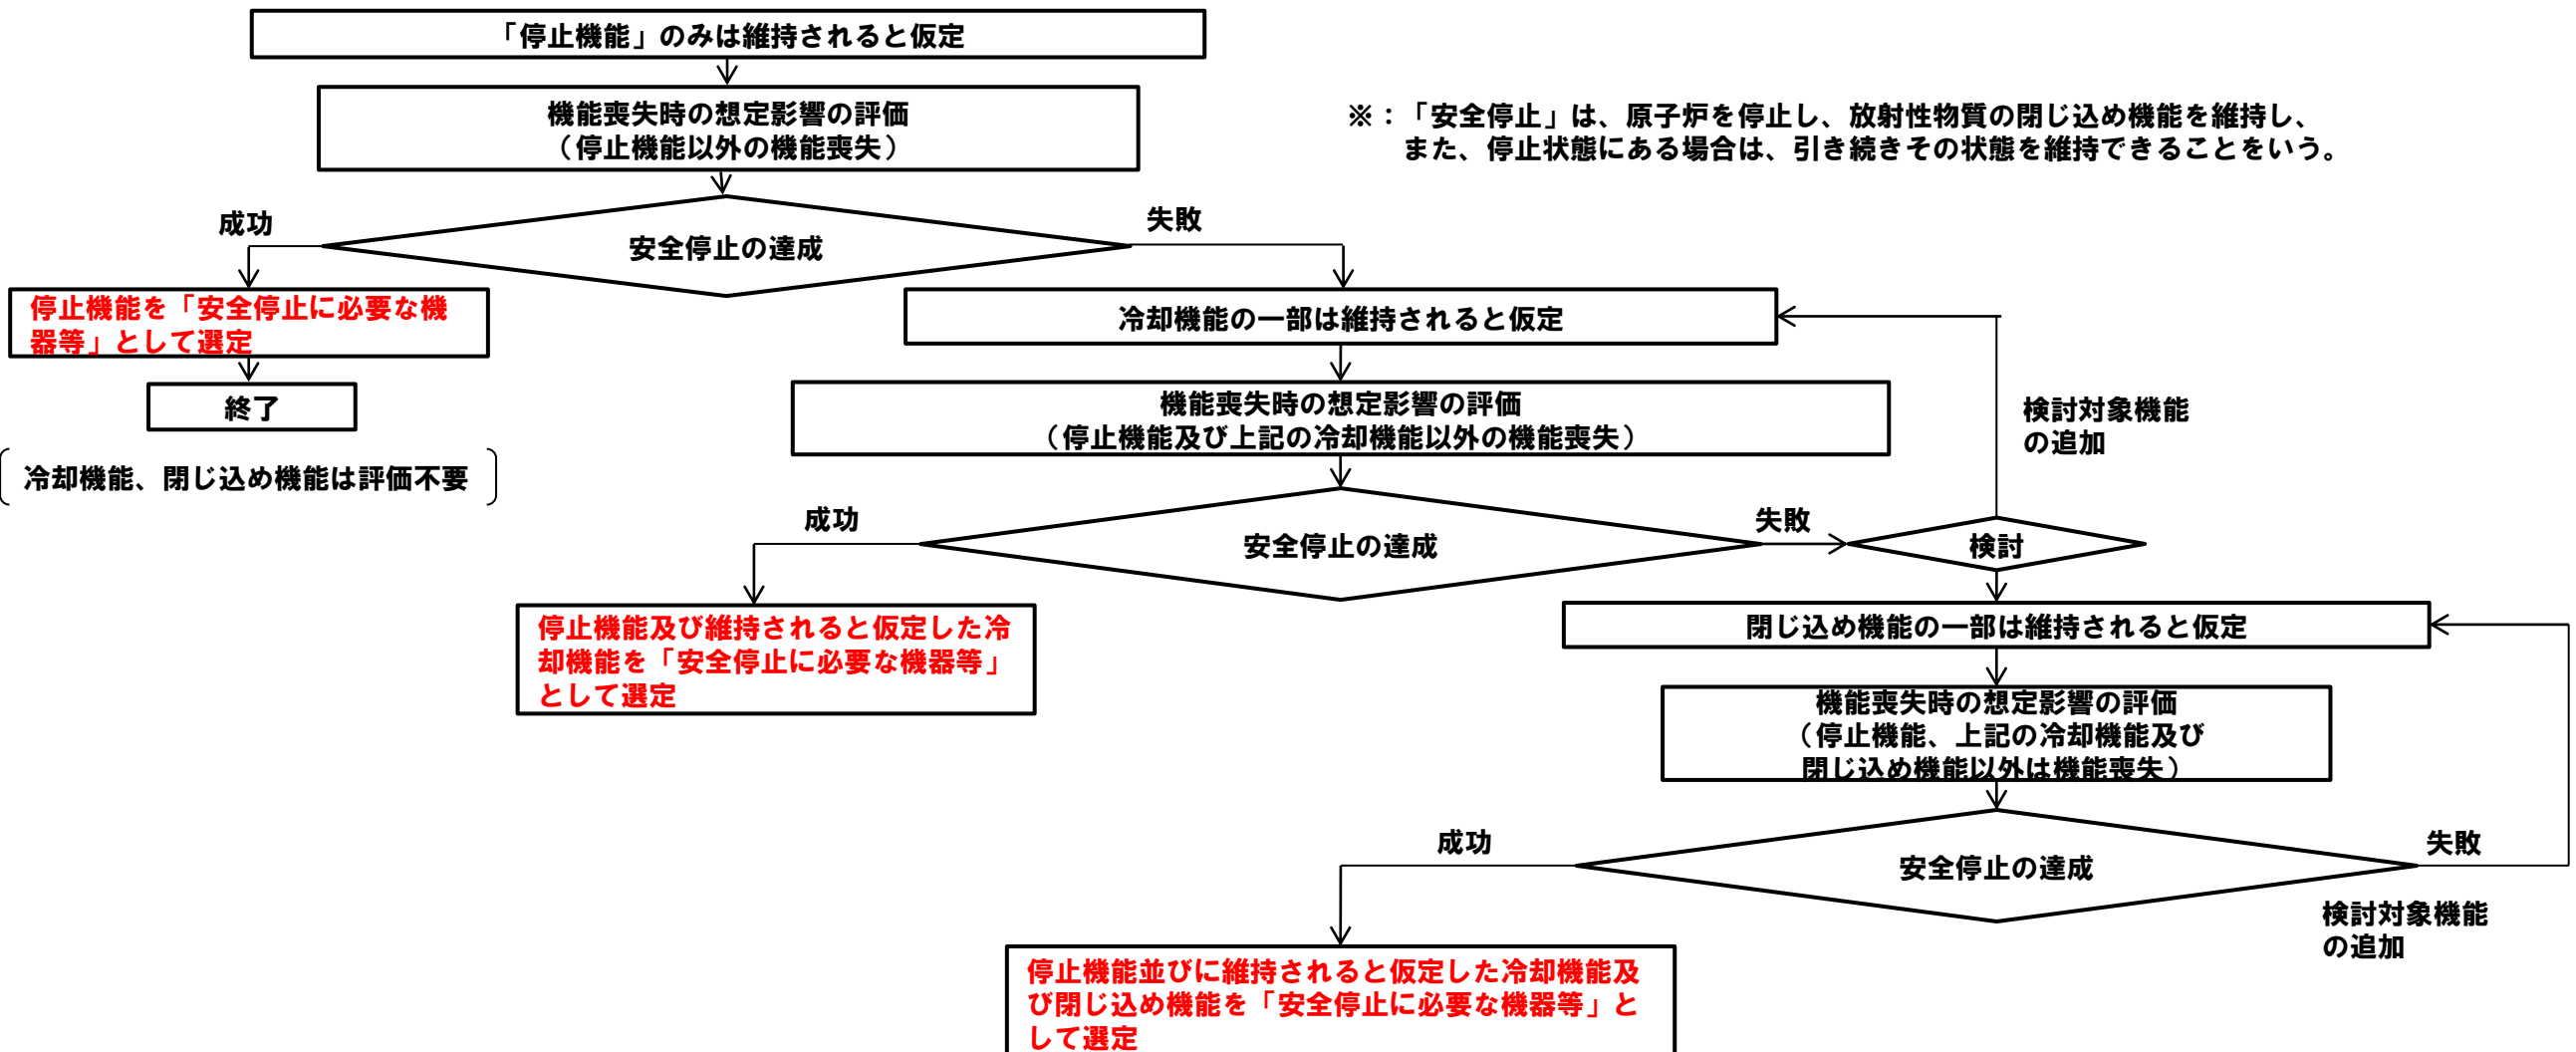 「停止機能」のみは維持されると仮定
機能喪失時の想定影響の評価
（停止機能以外の機能喪失）
※：「安全停止」は、原子炉を停止し、放射性物質の閉じ込め機能を維持し、
また、停止状態にある場合は、引き続きその状態を維持できることをいう。
成功
安全停止の達成
失敗
停止機能を「安全停止に必要な機
器等」として選定
終了
冷却機能、閉じ込め機能は評価不要
冷却機能の一部は維持されると仮定
機能喪失時の想定影響の評価
（停止機能及び上記の冷却機能以外の機能喪失）
検討対象機能
の追加
成功
安全停止の達成
失敗
検討
停止機能及び維持されると仮定した冷
却機能を「安全停止に必要な機器等」
として選定
閉じ込め機能の一部は維持されると仮定
機能喪失時の想定影響の評価
（停止機能、上記の冷却機能及び
閉じ込め機能以外は機能喪失）
成功
安全停止の達成
失敗
検討対象機能
の追加
停止機能並びに維持されると仮定した冷却機能及
び閉じ込め機能を「安全停止に必要な機器等」と
して選定